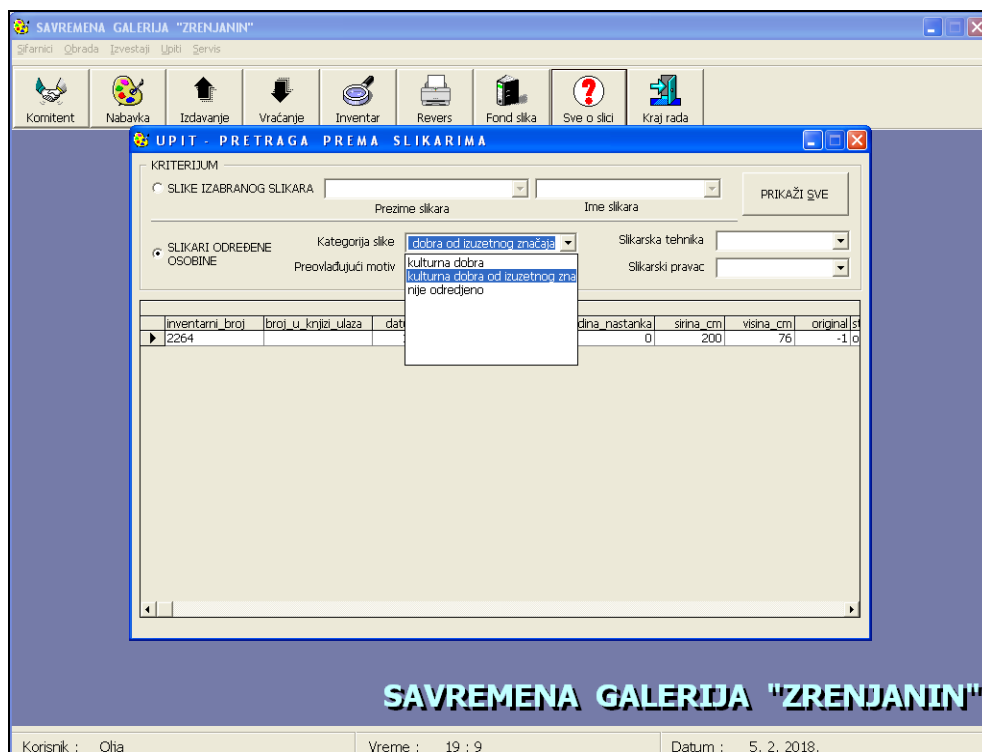 SAVREMENA GALERIJA "ZRENJANIN"
Sifarnici Obrada Izvestaji Upiti Servis
Komitent Nabavka Izdavanje Vraćanje Inventar Revers Fond slika Sve o slici Kraj rada
UPIT - PRETRAGA PREMA SLIKARIMA
KRITERIJUM
SLIKE IZABRANOG SLIKARA
Prezime slikara Ime slikara
PRIKAŽI SVE
SLIKARI ODREĐENE OSOBINE
Kategorija slike dobra od izuzetnog značaja Slikarska tehnika
Preovlađujući motiv Slikarski pravac
kulturna dobra
kulturna dobra od izuzetnog zna
nije odredjeno
inventarni_broj broj_u_knjizi_ulaza dina_nastanka sirina_cm visina_cm original
2264 0 200 76 -1
SAVREMENA GALERIJA "ZRENJANIN"
Korisnik : Olja Vreme : 19 : 9 Datum : 5. 2. 2018.